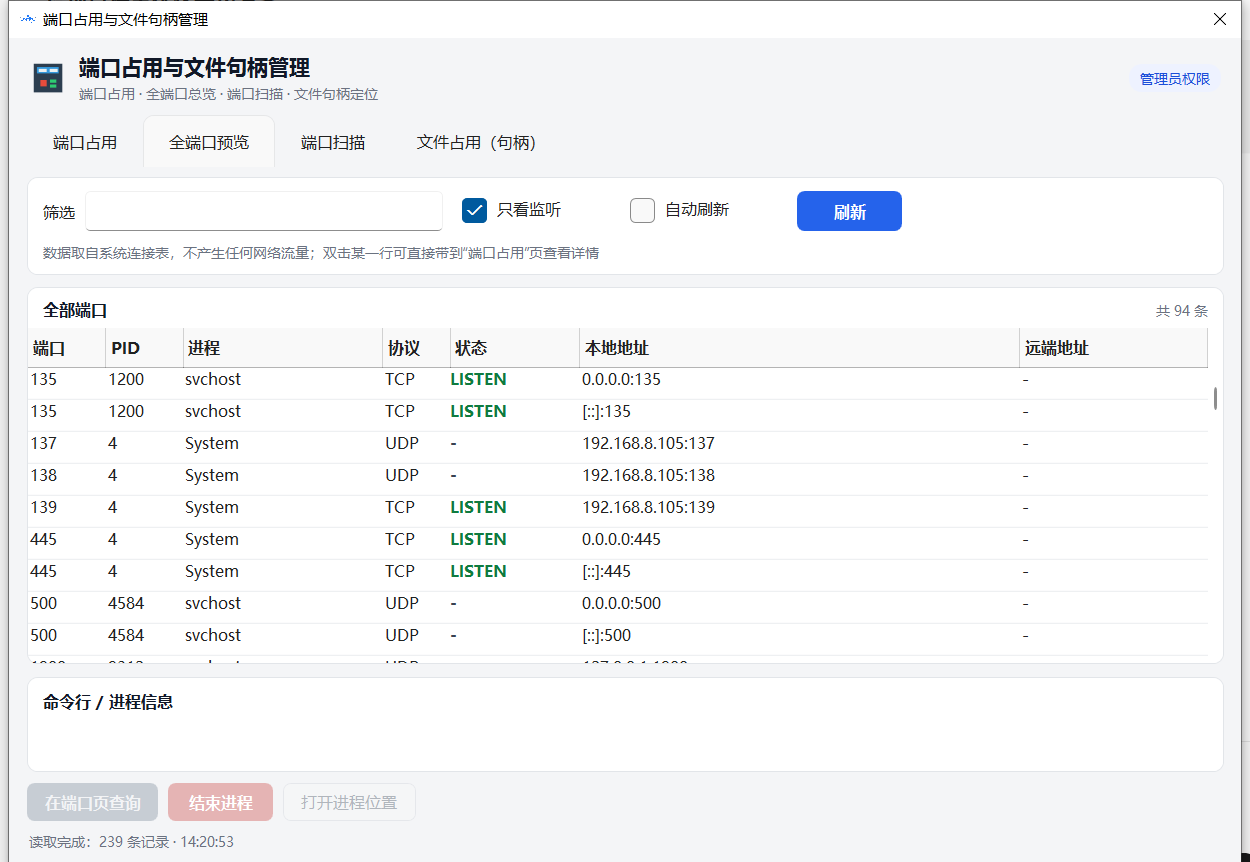 端口占用与文件句柄管理
端口占用与文件句柄管理
端口占用 · 全端口总览 · 端口扫描 · 文件句柄定位
管理员权限
端口占用 全端口预览 端口扫描 文件占用（句柄）
筛选 只看监听 自动刷新 刷新
数据取自系统连接表，不产生任何网络流量；双击某一行可直接带到“端口占用”页查看详情
全部端口 共 94 条
端口 PID 进程 协议 状态 本地地址 远端地址
135 1200 svchost TCP LISTEN 0.0.0.0:135 -
135 1200 svchost TCP LISTEN [::]:135 -
137 4 System UDP - 192.168.8.105:137 -
138 4 System UDP - 192.168.8.105:138 -
139 4 System TCP LISTEN 192.168.8.105:139 -
445 4 System TCP LISTEN 0.0.0.0:445 -
445 4 System TCP LISTEN [::]:445 -
500 4584 svchost UDP - 0.0.0.0:500 -
500 4584 svchost UDP - [::]:500 -
命令行 / 进程信息
在端口页查询 结束进程 打开进程位置
读取完成：239 条记录 · 14:20:53